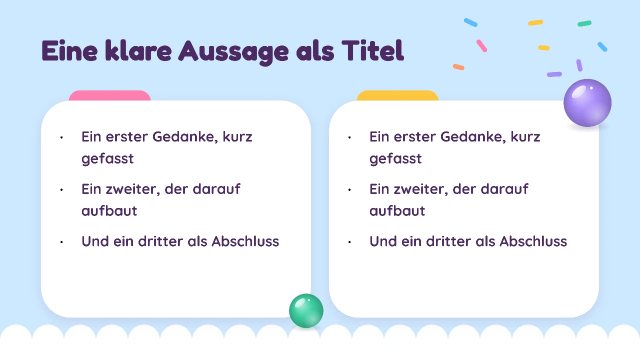 Eine klare Aussage als Titel
· Ein erster Gedanke, kurz
gefasst
· Ein zweiter, der darauf
aufbaut
· Und ein dritter als Abschluss
· Ein erster Gedanke, kurz
gefasst
· Ein zweiter, der darauf
aufbaut
· Und ein dritter als Abschluss